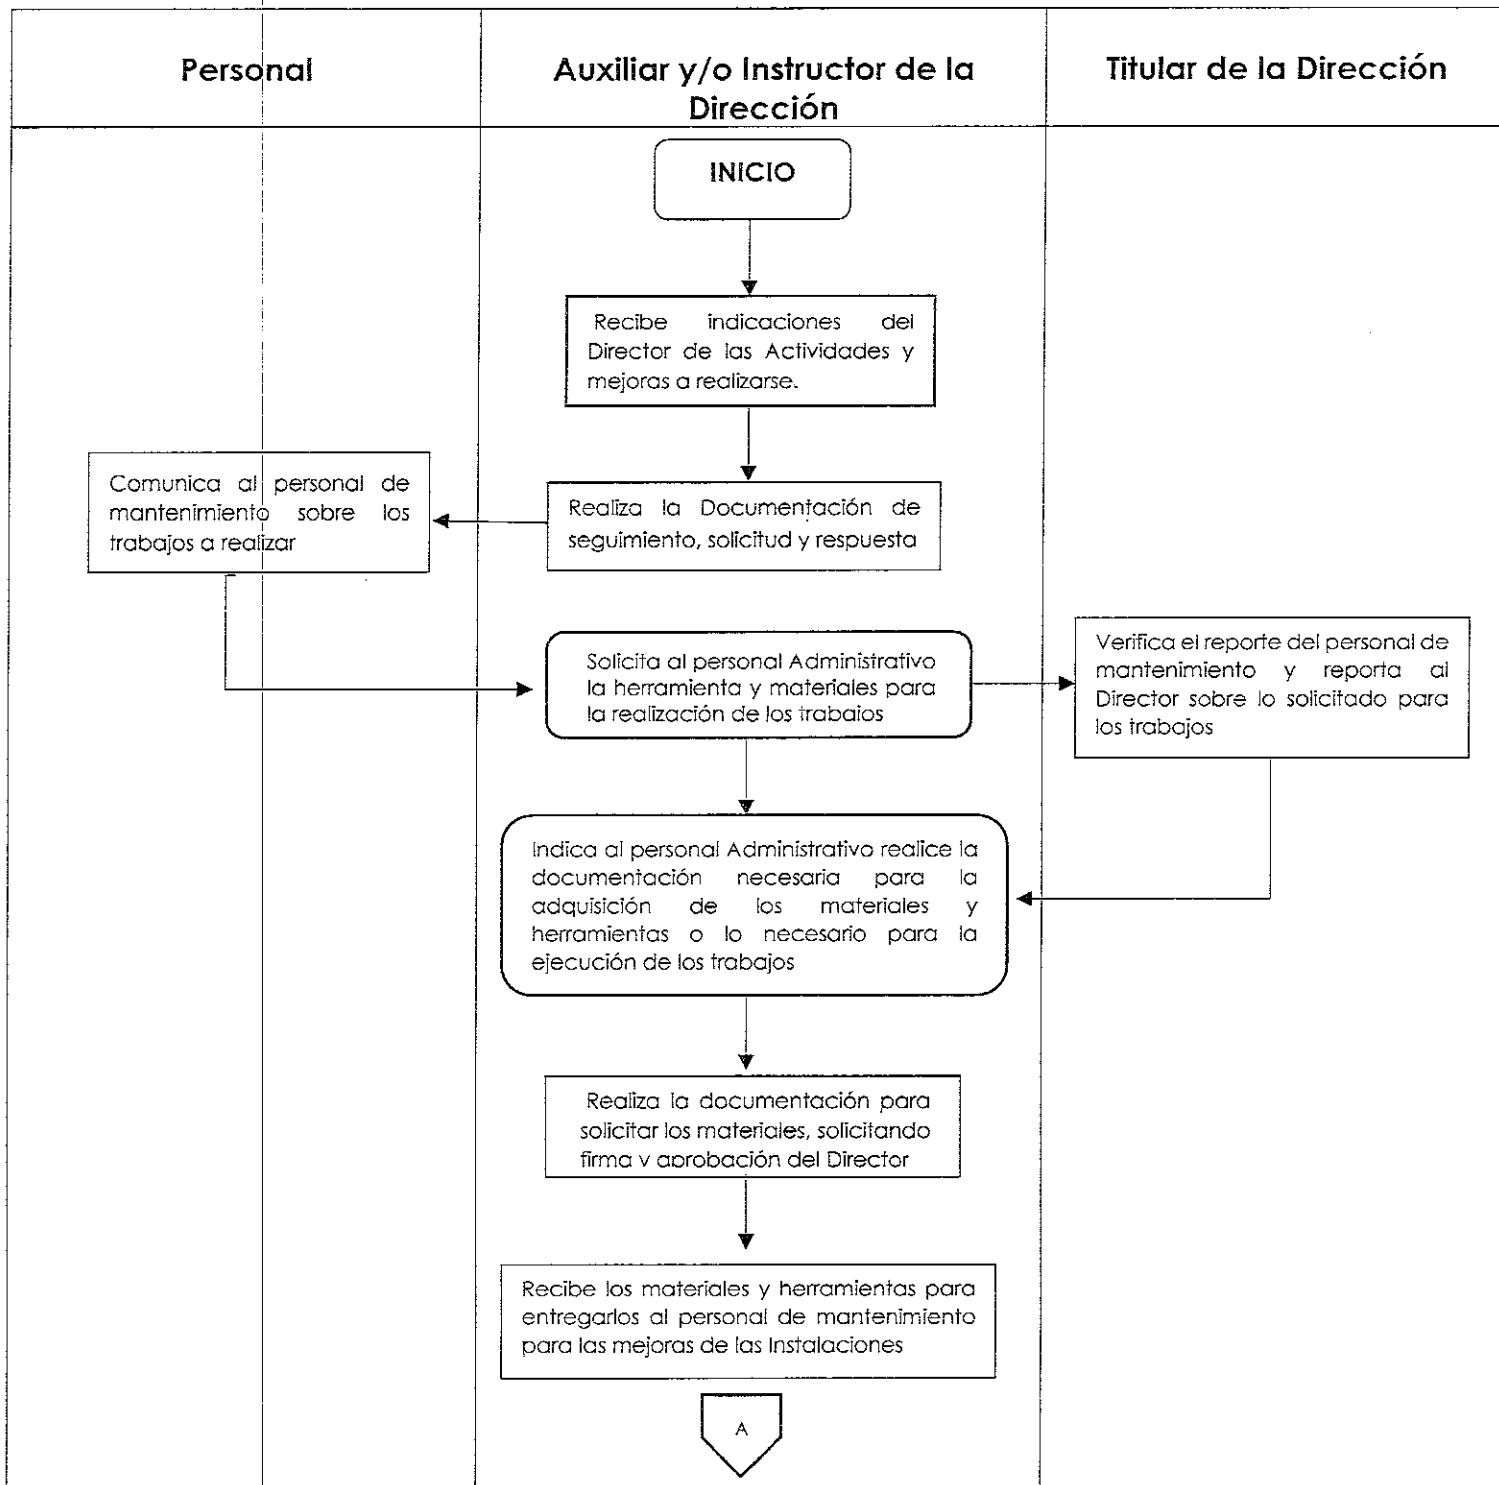 Personal
Auxiliar y/o Instructor de la
Dirección
Titular de la Dirección
INICIO
Recibe indicaciones del
Director de las Actividades y
mejoras a realizarse.
Comunica al personal de
mantenimiento sobre los
trabajos a realizar
Realiza la Documentación de
seguimiento, solicitud y respuesta
Solicita al personal Administrativo
la herramienta y materiales para
la realización de los trabajos
Verifica el reporte del personal de
mantenimiento y reporta al
Director sobre lo solicitado para
los trabajos
Indica al personal Administrativo realice la
documentación necesaria para la
adquisición de los materiales y
herramientas o lo necesario para la
ejecución de los trabajos
Realiza la documentación para
solicitar los materiales, solicitando
firma y aprobación del Director
Recibe los materiales y herramientas para
entregarlos al personal de mantenimiento
para las mejoras de las Instalaciones
A